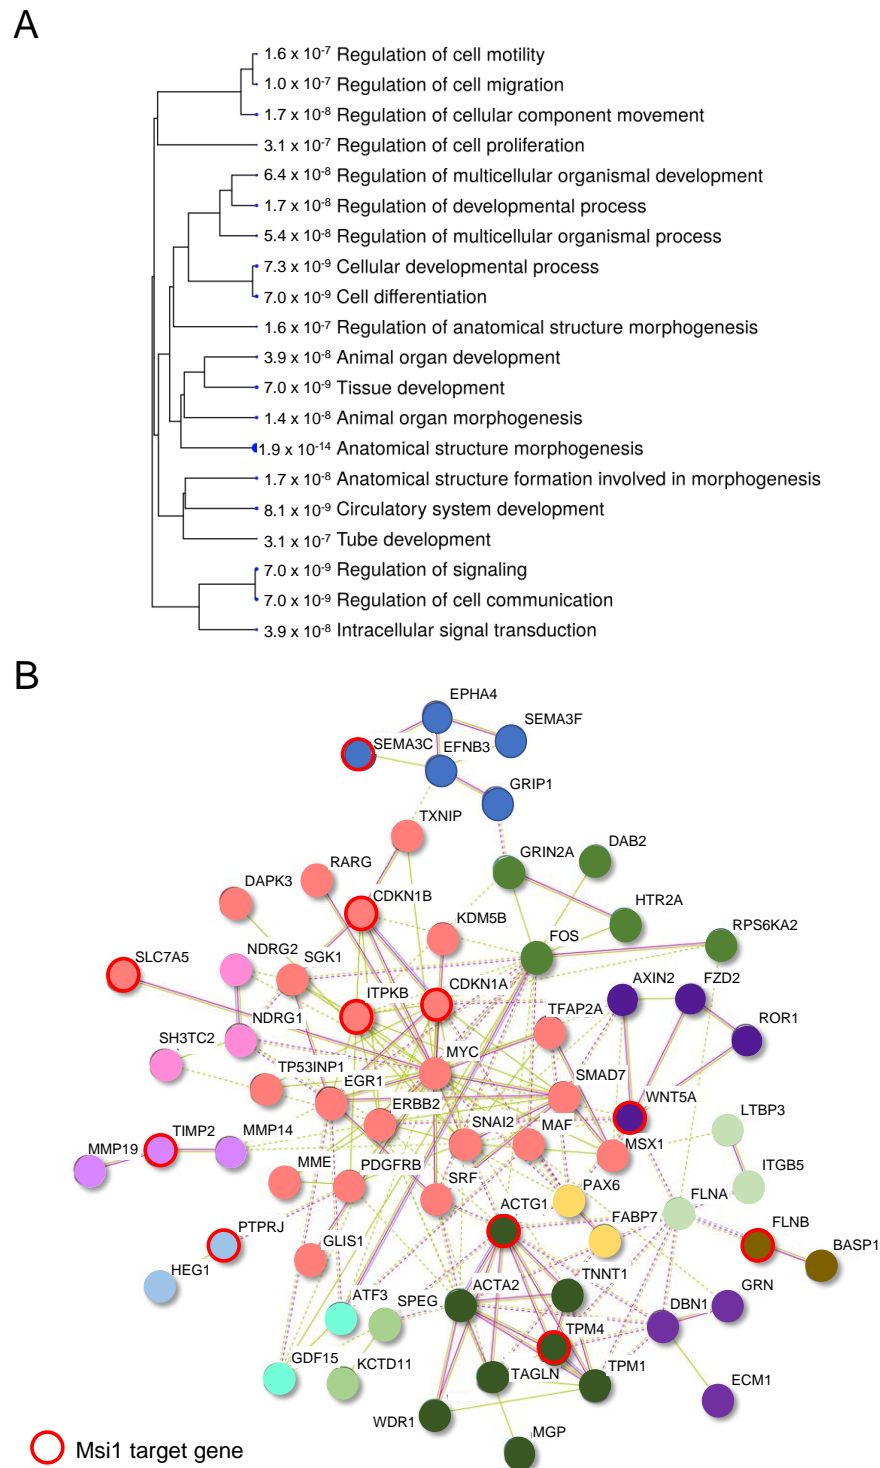 A
1.6 x 10-7 Regulation of cell motility
1.0 x 10-7 Regulation of cell migration
1.7 x 10-8 Regulation of cellular component movement
3.1 x 10-7 Regulation of cell proliferation
6.4 x 10-8 Regulation of multicellular organismal development
1.7 x 10-8 Regulation of developmental process
5.4 x 10-8 Regulation of multicellular organismal process
7.3 x 10-9 Cellular developmental process
7.0 x 10-9 Cell differentiation
1.6 x 10-7 Regulation of anatomical structure morphogenesis
3.9 x 10-8 Animal organ development
7.0 x 10-9 Tissue development
1.4 x 10-8 Animal organ morphogenesis
1.9 x 10-14 Anatomical structure morphogenesis
1.7 x 10-8 Anatomical structure formation involved in morphogenesis
8.1 x 10-9 Circulatory system development
3.1 x 10-7 Tube development
7.0 x 10-9 Regulation of signaling
7.0 x 10-9 Regulation of cell communication
3.9 x 10-8 Intracellular signal transduction
B
EPHA4
SEMA3F
SEMA3C
EFNB3
GRIP1
TXNIP
DAB2
GRIN2A
RARG
DAPK3
CDKN1B
HTR2A
KDM5B
RPS6KA2
FOS
NDRG2
SGK1
SLC7A5
AXIN2
FZD2
ITPKB
CDKN1A
TFAP2A
ROR1
NDRG1
SH3TC2
MYC
TP53INP1
EGR1
SMAD7
WNT5A
ERBB2
LTBP3
TIMP2
MMP14
SNAI2
MAF
MSX1
MMP19
MME
PDGFRB
ITGB5
SRF
PAX6
FLNA
ACTG1
PTPRJ
FABP7
FLNB
BASP1
GLIS1
HEG1
TNNT1
ACTA2
GRN
ATF3
SPEG
DBN1
TPM4
GDF15
KCTD11
TAGLN
TPM1
ECM1
WDR1
MGP
Msi1 target gene